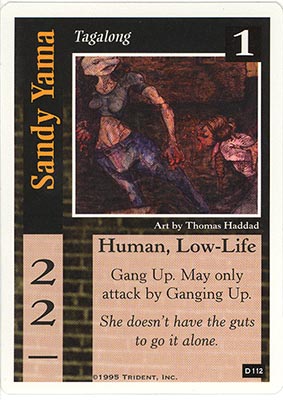 Sandy Yama
Tagalong
1
Art by Thomas Haddad
Human, Low-Life
2
2
—
Gang Up. May only
attack by Ganging Up.
She doesn't have the guts
to go it alone.
D 112
©1995 TRIDENT, INC.